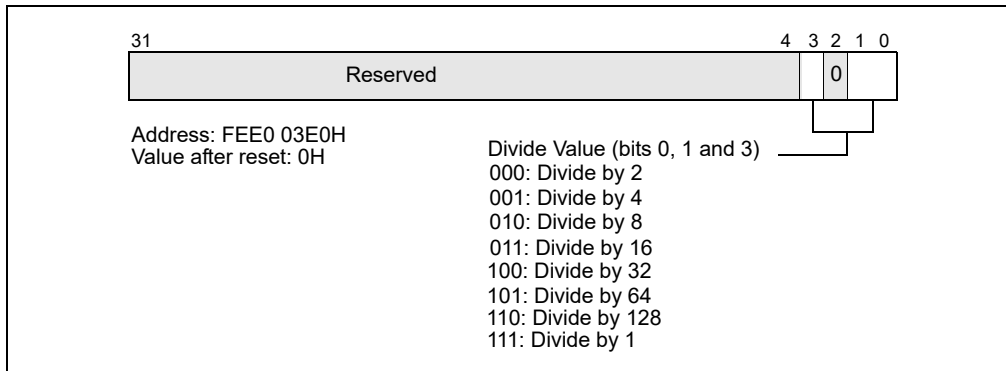 31 4 3 2 1 0
Reserved 0
Address: FEE0 03E0H
Value after reset: 0H
Divide Value (bits 0, 1 and 3)
000: Divide by 2
001: Divide by 4
010: Divide by 8
011: Divide by 16
100: Divide by 32
101: Divide by 64
110: Divide by 128
111: Divide by 1